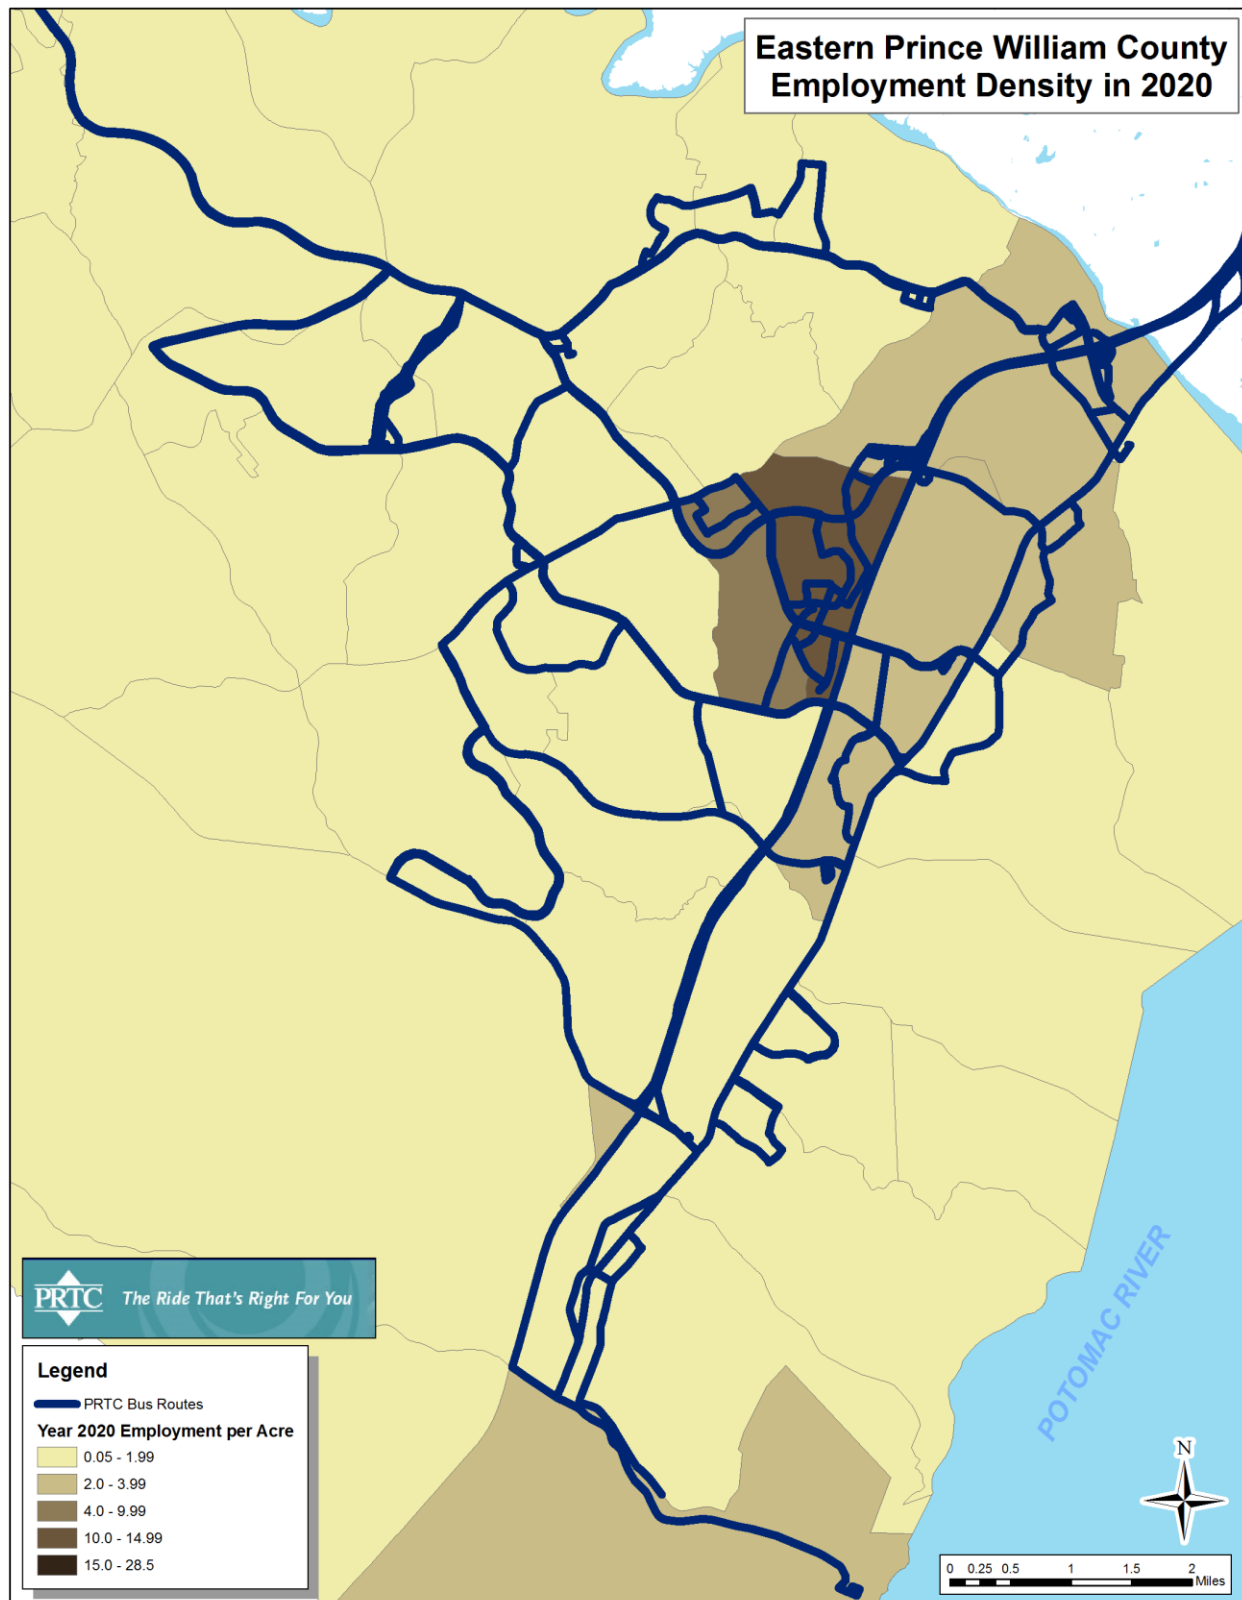 Eastern Prince William County
Employment Density in 2020
POTOMAC RIVER
PRTC The Ride That's Right For You
Legend
PRTC Bus Routes
Year 2020 Employment per Acre
0.05 - 1.99
2.0 - 3.99
4.0 - 9.99
10.0 - 14.99
15.0 - 28.5
N
0 0.25 0.5 1 1.5 2
Miles